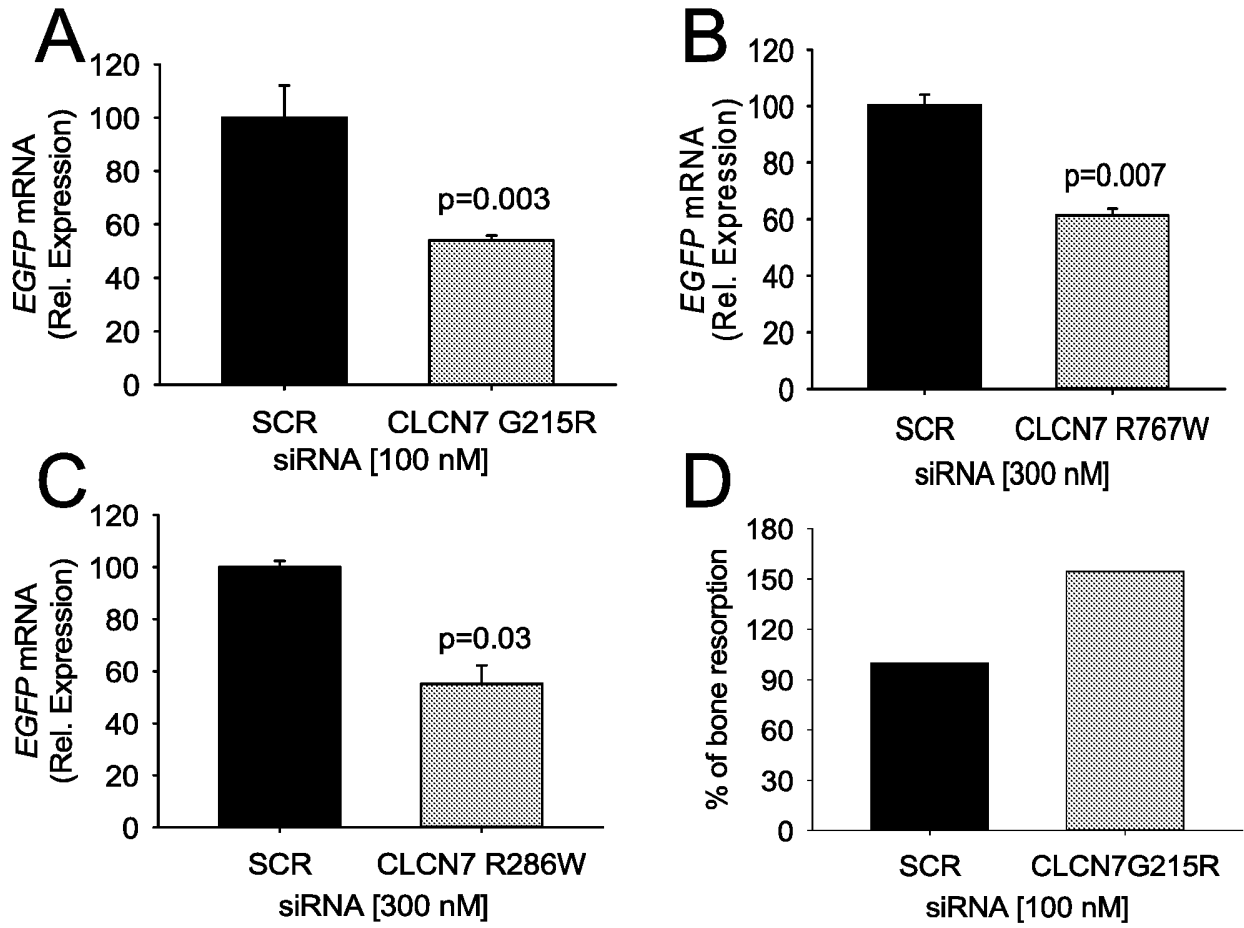 A
EGFP mRNA
(Rel. Expression)
120
100
80
60
40
20
0
p=0.003
SCR
CLCN7 G215R
siRNA [100 nM]
B
EGFP mRNA
(Rel. Expression)
120
100
80
60
40
20
0
p=0.007
SCR
CLCN7 R767W
siRNA [300 nM]
C
EGFP mRNA
(Rel. Expression)
120
100
80
60
40
20
0
p=0.03
SCR
CLCN7 R286W
siRNA [300 nM]
D
% of bone resorption
180
150
120
90
60
30
0
SCR
CLCN7G215R
siRNA [100 nM]